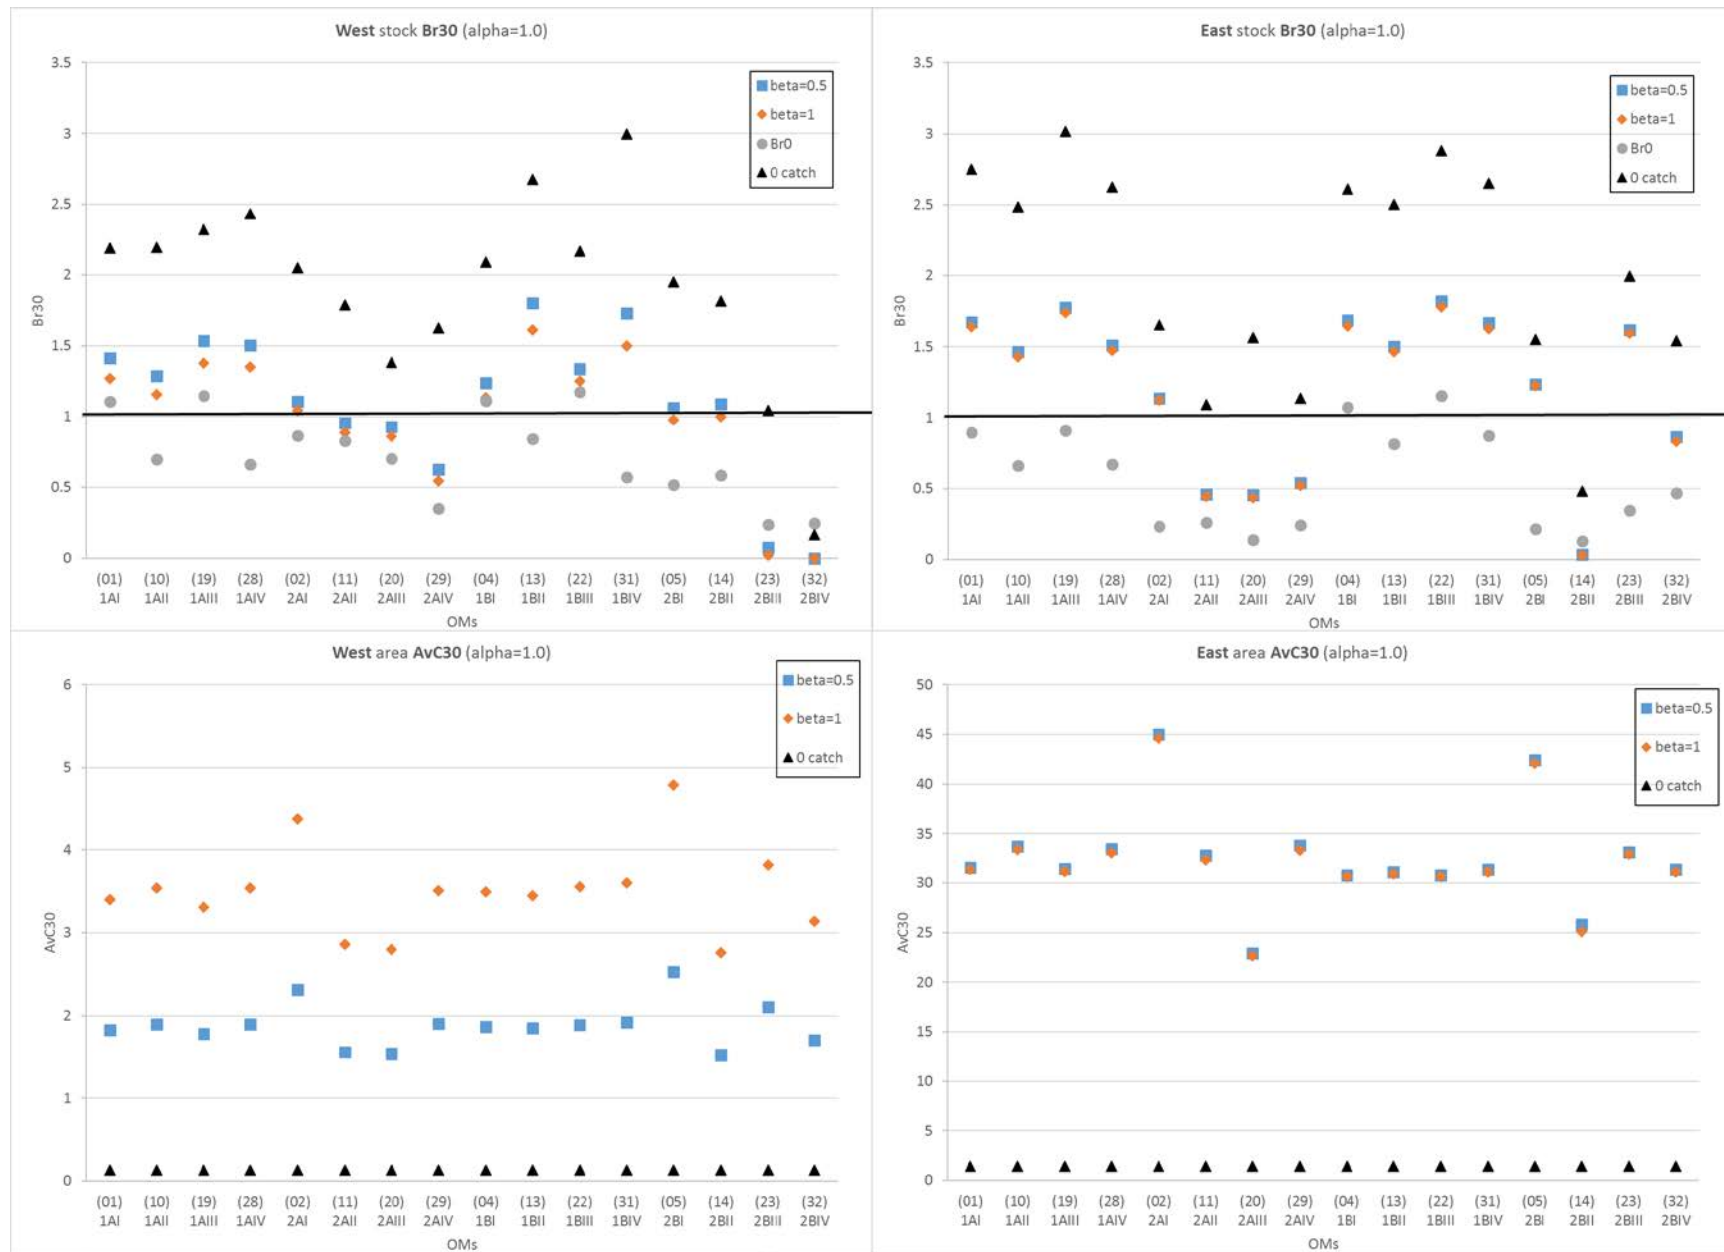 West stock Br30 (alpha=1.0)
3.5
3
2.5
2
1.5
1
0.5
0
Br30
beta=0.5
beta=1
Br0
0 catch
(01) (10) (19) (28) (02) (11) (20) (29) (04) (13) (22) (31) (05) (14) (23) (32)
1AI 1AII 1AIII 1AIV 2AI 2AII 2AIII 2AIV 1BI 1BII 1BIII 1BIV 2BI 2BII 2BIII 2BIV
OMs
East stock Br30 (alpha=1.0)
3.5
3
2.5
2
1.5
1
0.5
0
Br30
beta=0.5
beta=1
Br0
0 catch
(01) (10) (19) (28) (02) (11) (20) (29) (04) (13) (22) (31) (05) (14) (23) (32)
1AI 1AII 1AIII 1AIV 2AI 2AII 2AIII 2AIV 1BI 1BII 1BIII 1BIV 2BI 2BII 2BIII 2BIV
OMs
West area AvC30 (alpha=1.0)
6
5
4
3
2
1
0
AvC30
beta=0.5
beta=1
0 catch
(01) (10) (19) (28) (02) (11) (20) (29) (04) (13) (22) (31) (05) (14) (23) (32)
1AI 1AII 1AIII 1AIV 2AI 2AII 2AIII 2AIV 1BI 1BII 1BIII 1BIV 2BI 2BII 2BIII 2BIV
OMs
East area AvC30 (alpha=1.0)
50
45
40
35
30
25
20
15
10
5
0
AvC30
beta=0.5
beta=1
0 catch
(01) (10) (19) (28) (02) (11) (20) (29) (04) (13) (22) (31) (05) (14) (23) (32)
1AI 1AII 1AIII 1AIV 2AI 2AII 2AIII 2AIV 1BI 1BII 1BIII 1BIV 2BI 2BII 2BIII 2BIV
OMs